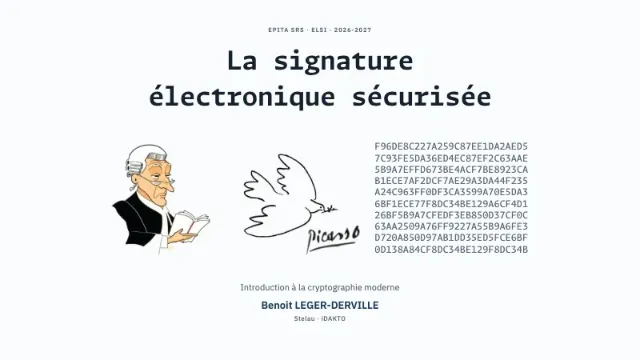 EPITA SRS · ELSI · 2026-2027
La signature
électronique sécurisée
F96DE8C227A259C87EE1DA2AED5
7C93FE5DA36ED4EC87EF2C63AAE
5B9A7EFFD673BE4ACF7BE8923CA
B1ECE7AF2DCF7AE29A3DA44F235
A24C963FF0DF3CA3599A70E5DA3
6BF1ECE77F8DC34BE129A6CF4D1
26BF5B9A7CFEDF3EB850D37CF0C
63AA2509A76FF9227A55B9A6FE3
D720A850D97AB1DD35ED5FCE6BF
0D138A84CF8DC34BE129F8DC34B
Picasso
Introduction à la cryptographie moderne
Benoit LEGER-DERVILLE
Stelau · IDAKTO